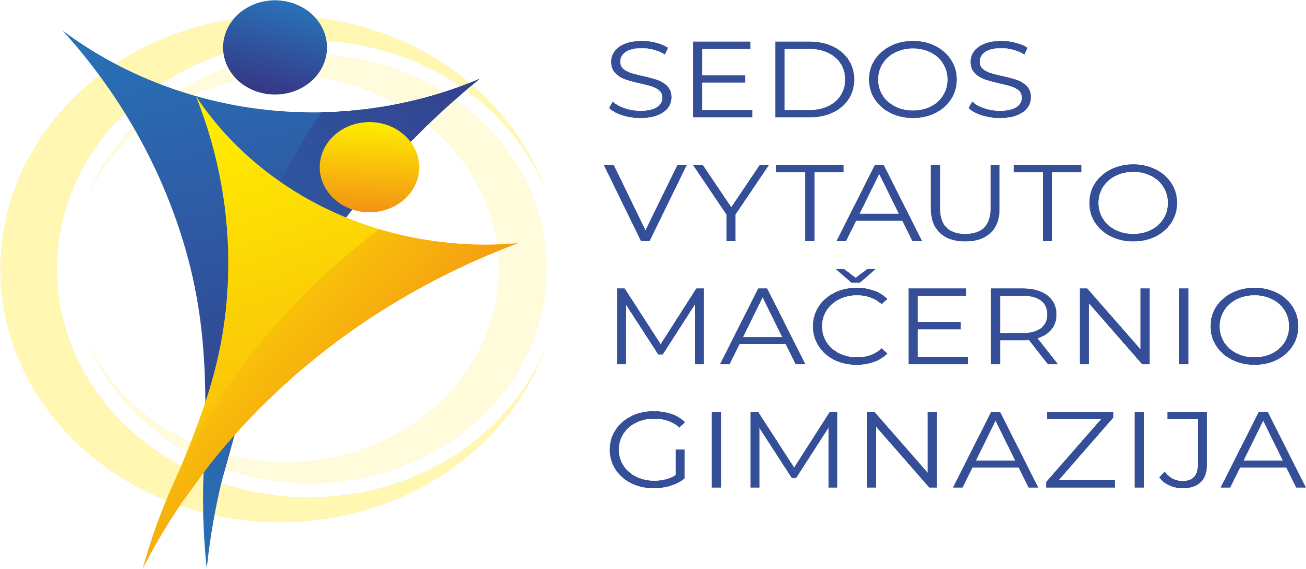 SEDOS
VYTAUTO
MAČERNIO
GIMNAZIJA